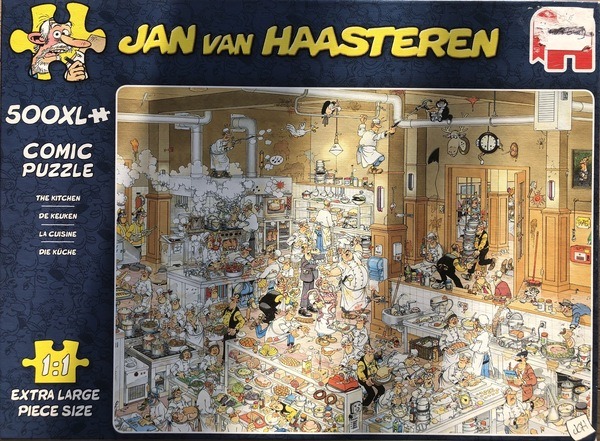 JAN VAN HAASTEREN
500XL
COMIC
PUZZLE
THE KITCHEN
DE KEUKEN
LA CUISINE
DIE KÜCHE
1:1
EXTRA LARGE
PIECE SIZE